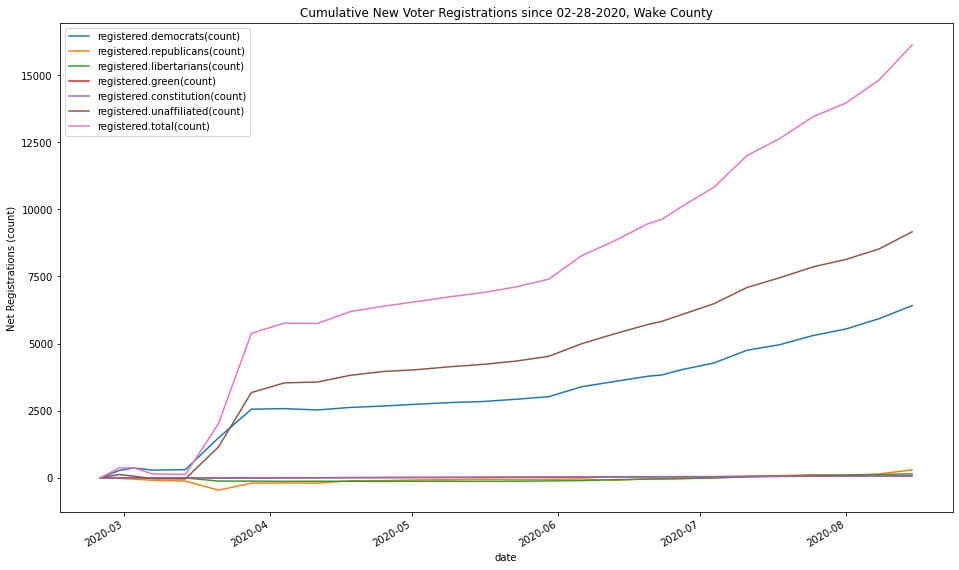 Cumulative New Voter Registrations since 02-28-2020, Wake County
registered.democrats(count)
registered.republicans(count)
registered.libertarians(count)
registered.green(count)
registered.constitution(count)
registered.unaffiliated(count)
registered.total(count)
Net Registrations (count)
15000
12500
10000
7500
5000
2500
0
2020-03
2020-04
2020-05
2020-06
2020-07
2020-08
date